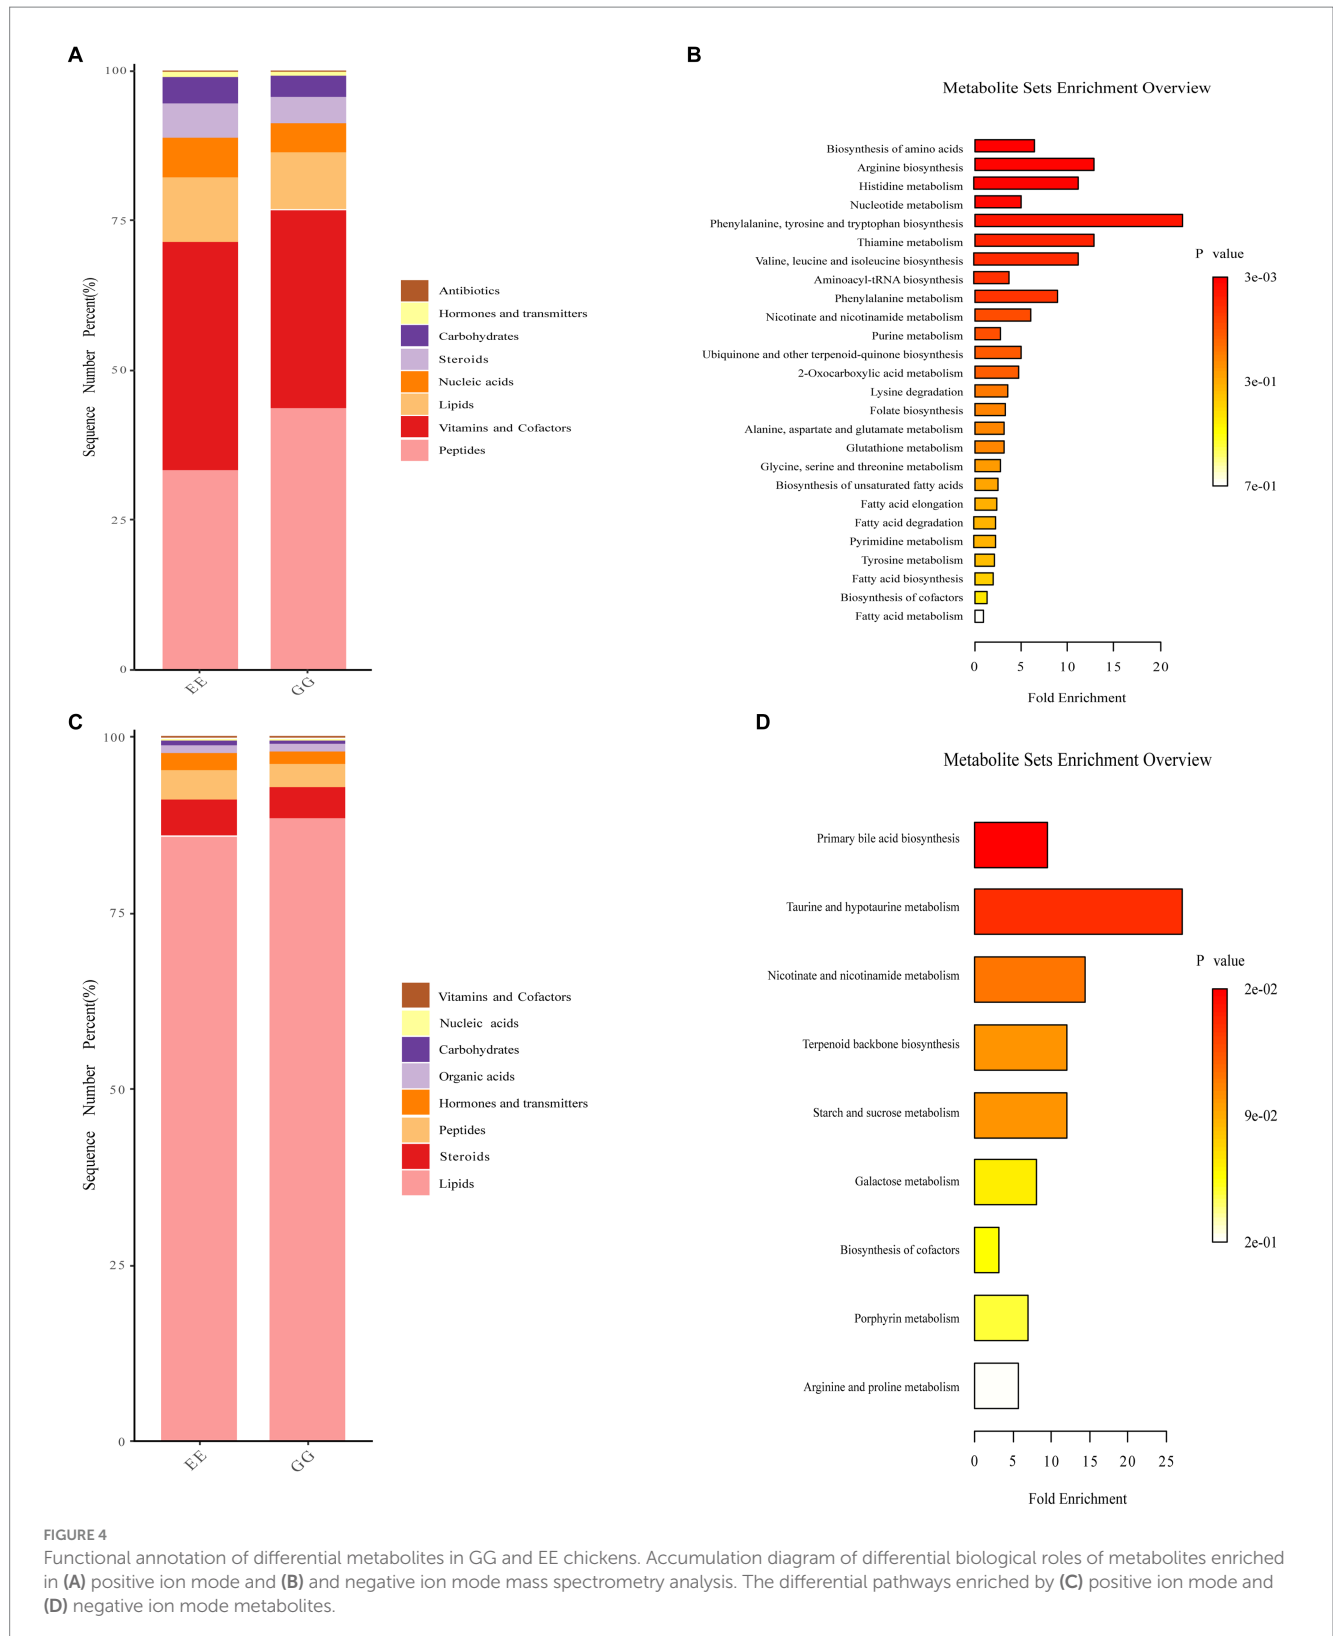 A
100
75
50
25
0
Sequence Number Percent(%)
EE
GG
Antibiotics
Hormones and transmitters
Carbohydrates
Steroids
Nucleic acids
Lipids
Vitamins and Cofactors
Peptides
B
Metabolite Sets Enrichment Overview
Biosynthesis of amino acids
Arginine biosynthesis
Histidine metabolism
Nucleotide metabolism
Phenylalanine, tyrosine and tryptophan biosynthesis
Thiamine metabolism
Valine, leucine and isoleucine biosynthesis
Aminoacyl-tRNA biosynthesis
Phenylalanine metabolism
Nicotinate and nicotinamide metabolism
Purine metabolism
Ubiquinone and other terpenoid-quinone biosynthesis
2-Oxocarboxylic acid metabolism
Lysine degradation
Folate biosynthesis
Alanine, aspartate and glutamate metabolism
Glutathione metabolism
Glycine, serine and threonine metabolism
Biosynthesis of unsaturated fatty acids
Fatty acid elongation
Fatty acid degradation
Pyrimidine metabolism
Tyrosine metabolism
Fatty acid biosynthesis
Biosynthesis of cofactors
Fatty acid metabolism
0 5 10 15 20
Fold Enrichment
P value
3e-03
3e-01
7e-01
C
100
75
50
25
0
Sequence Number Percent(%)
EE
GG
Vitamins and Cofactors
Nucleic acids
Carbohydrates
Organic acids
Hormones and transmitters
Peptides
Steroids
Lipids
D
Metabolite Sets Enrichment Overview
Primary bile acid biosynthesis
Taurine and hypotaurine metabolism
Nicotinate and nicotinamide metabolism
Terpenoid backbone biosynthesis
Starch and sucrose metabolism
Galactose metabolism
Biosynthesis of cofactors
Porphyrin metabolism
Arginine and proline metabolism
0 5 10 15 20 25
Fold Enrichment
P value
2e-02
9e-02
2e-01
FIGURE 4
Functional annotation of differential metabolites in GG and EE chickens. Accumulation diagram of differential biological roles of metabolites enriched
in (A) positive ion mode and (B) and negative ion mode mass spectrometry analysis. The differential pathways enriched by (C) positive ion mode and
(D) negative ion mode metabolites.